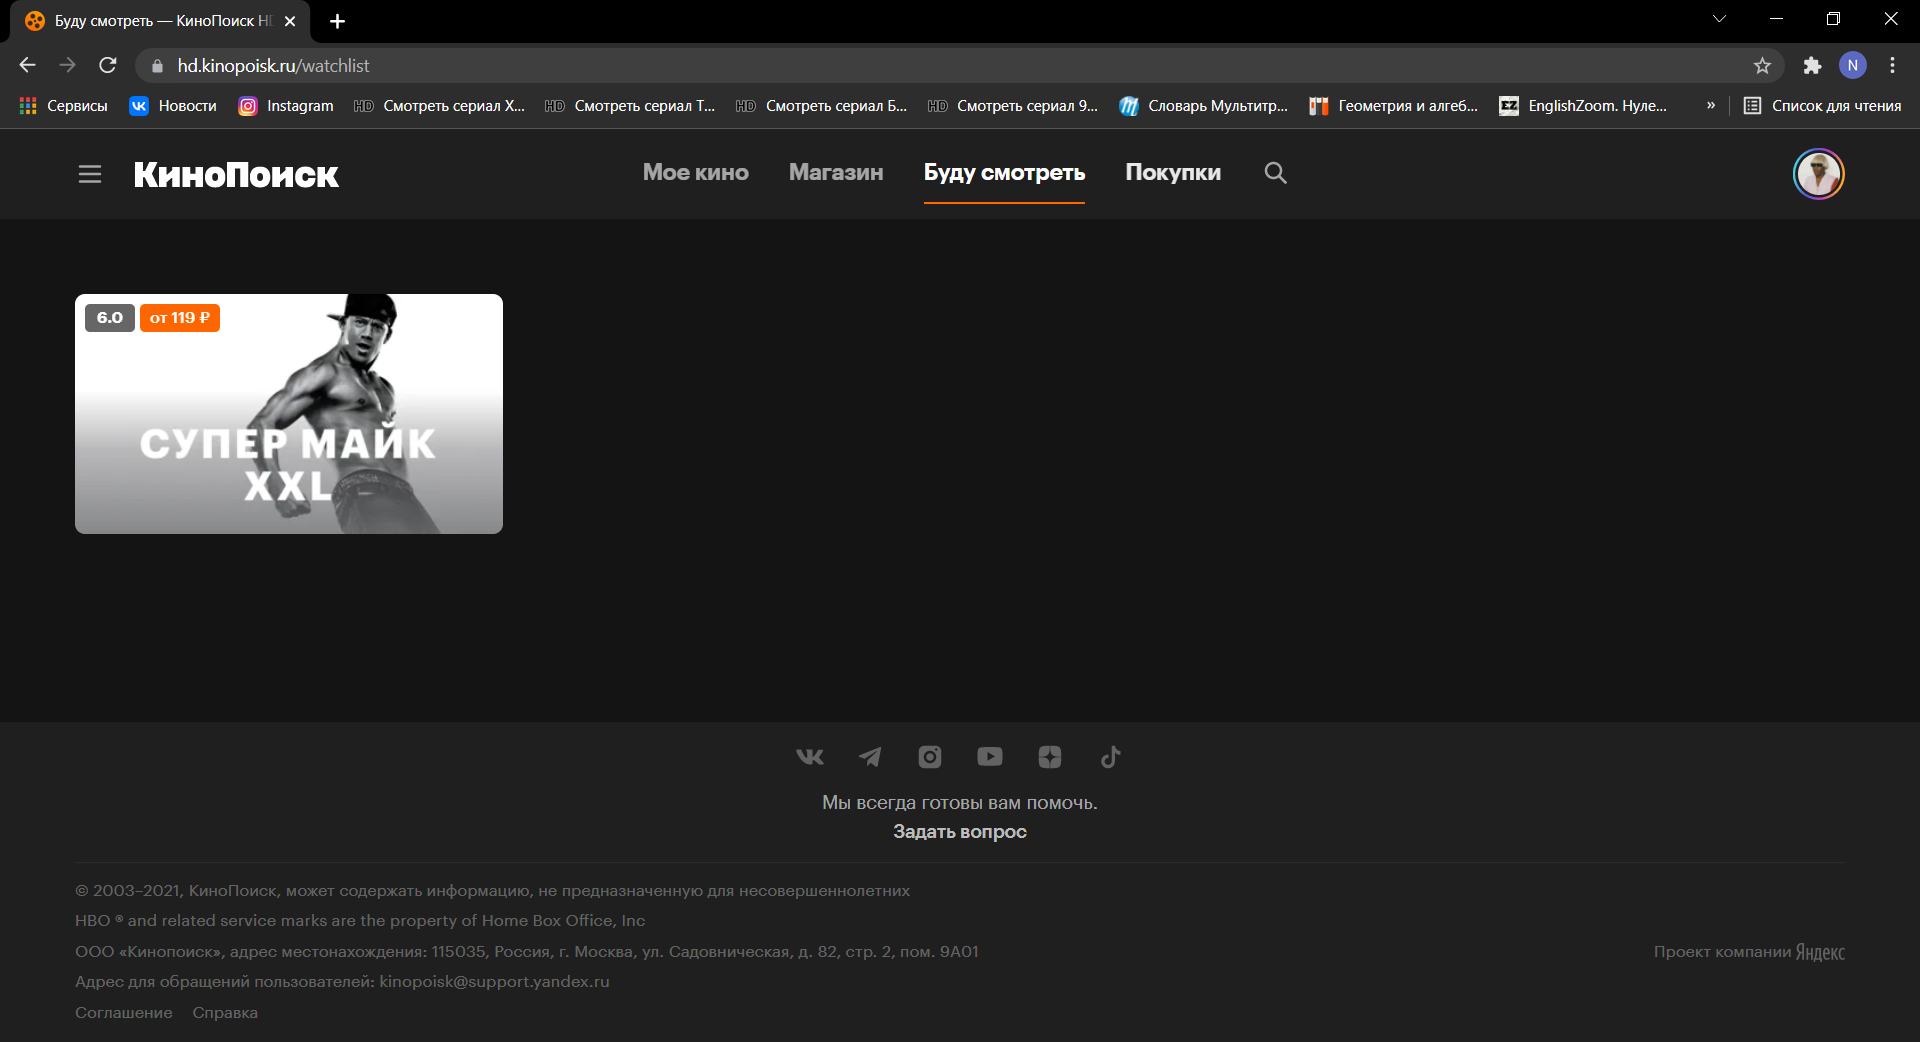 Буду смотреть — КиноПоиск HD
hd.kinopoisk.ru/watchlist
N
Сервисы
Новости
Instagram
HD Смотреть сериал Х...
HD Смотреть сериал Т...
HD Смотреть сериал Б...
HD Смотреть сериал 9...
Словарь Мультитр...
Геометрия и алгеб...
EZ EnglishZoom. Нуле...
»
Список для чтения
КиноПоиск
Мое кино
Магазин
Буду смотреть
Покупки
6.0
от 119 ₽
СУПЕР МАЙК
XXL
Мы всегда готовы вам помочь.
Задать вопрос
© 2003–2021, КиноПоиск, может содержать информацию, не предназначенную для несовершеннолетних
HBO ® and related service marks are the property of Home Box Office, Inc
ООО «Кинопоиск», адрес местонахождения: 115035, Россия, г. Москва, ул. Садовническая, д. 82, стр. 2, пом. 9А01
Проект компании Яндекс
Адрес для обращений пользователей: kinopoisk@support.yandex.ru
Соглашение Справка